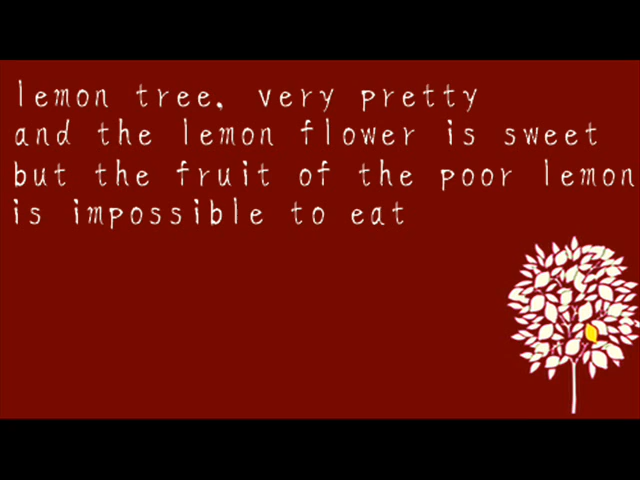 lemon tree, very pretty
and the lemon flower is sweet
but the fruit of the poor lemon
is impossible to eat